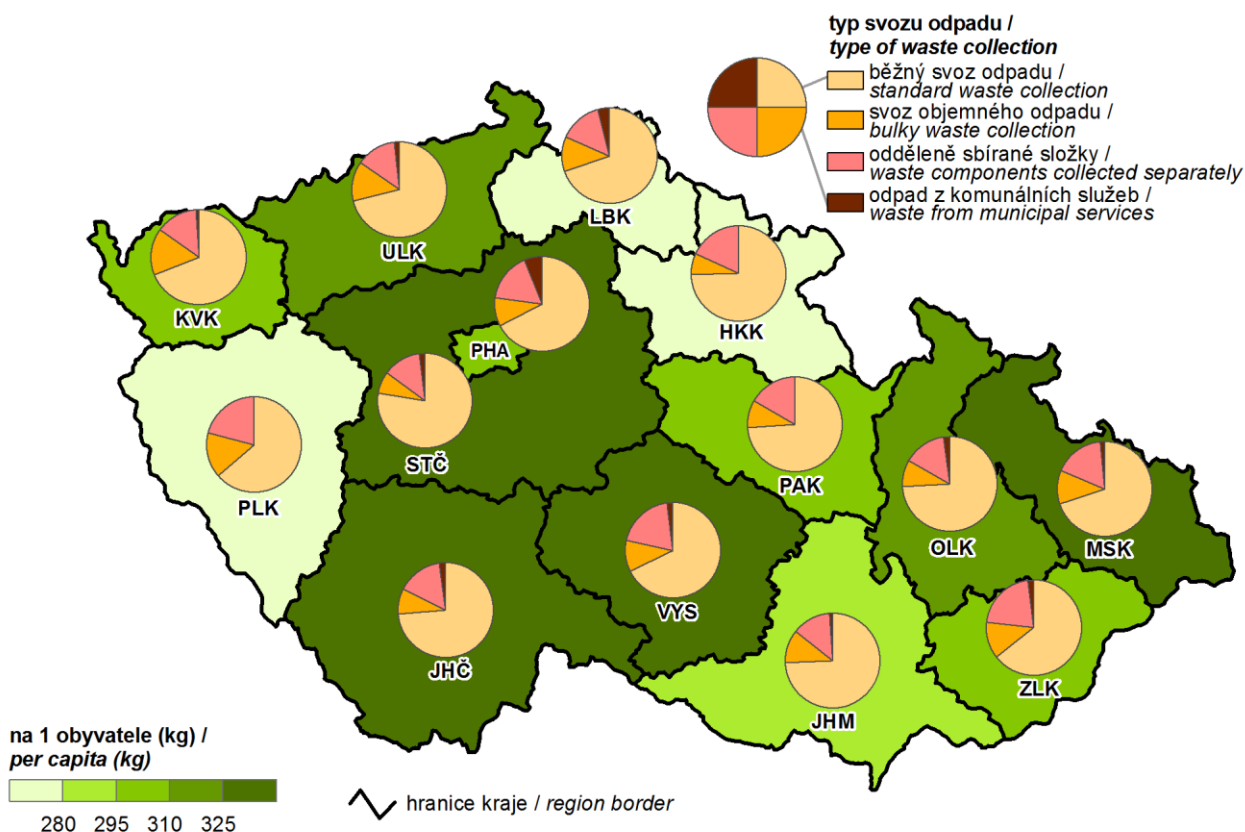 typ svozu odpadu /
type of waste collection
běžný svoz odpadu /
standard waste collection
svoz objemného odpadu /
bulky waste collection
odděleně sbírané složky /
waste components collected separately
odpad z komunálních služeb /
waste from municipal services
LBK
ULK
KVK
HKK
PHA
STČ
PLK
PAK
OLK
MSK
VYS
JHČ
ZLK
JHM
na 1 obyvatele (kg) /
per capita (kg)
280 295 310 325
hranice kraje / region border